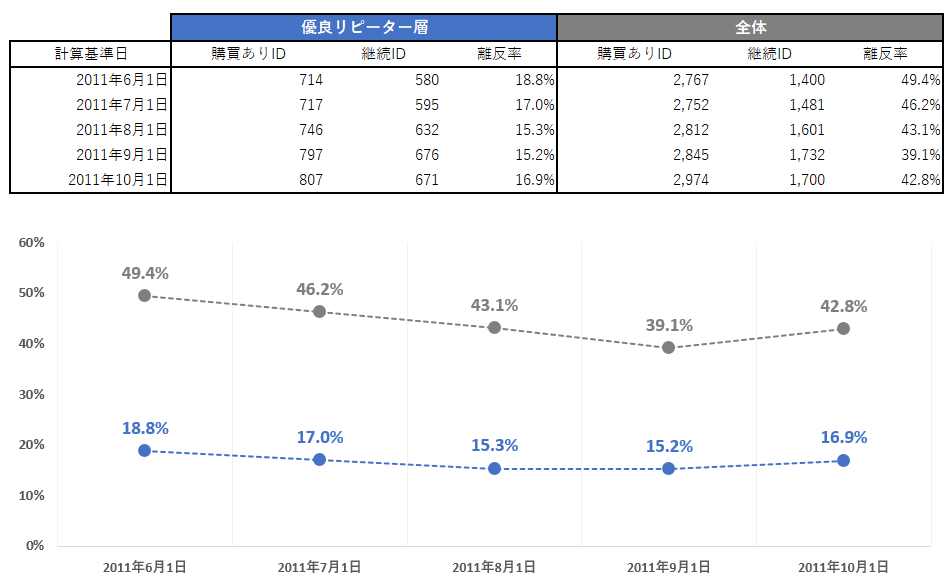 優良リピーター層 全体
計算基準日 購買ありID 継続ID 離反率 購買ありID 継続ID 離反率
2011年6月1日 714 580 18.8% 2,767 1,400 49.4%
2011年7月1日 717 595 17.0% 2,752 1,481 46.2%
2011年8月1日 746 632 15.3% 2,812 1,601 43.1%
2011年9月1日 797 676 15.2% 2,845 1,732 39.1%
2011年10月1日 807 671 16.9% 2,974 1,700 42.8%
60%
50%
40%
30%
20%
10%
0%
49.4%
46.2%
43.1%
39.1%
42.8%
18.8%
17.0%
15.3%
15.2%
16.9%
2011年6月1日 2011年7月1日 2011年8月1日 2011年9月1日 2011年10月1日